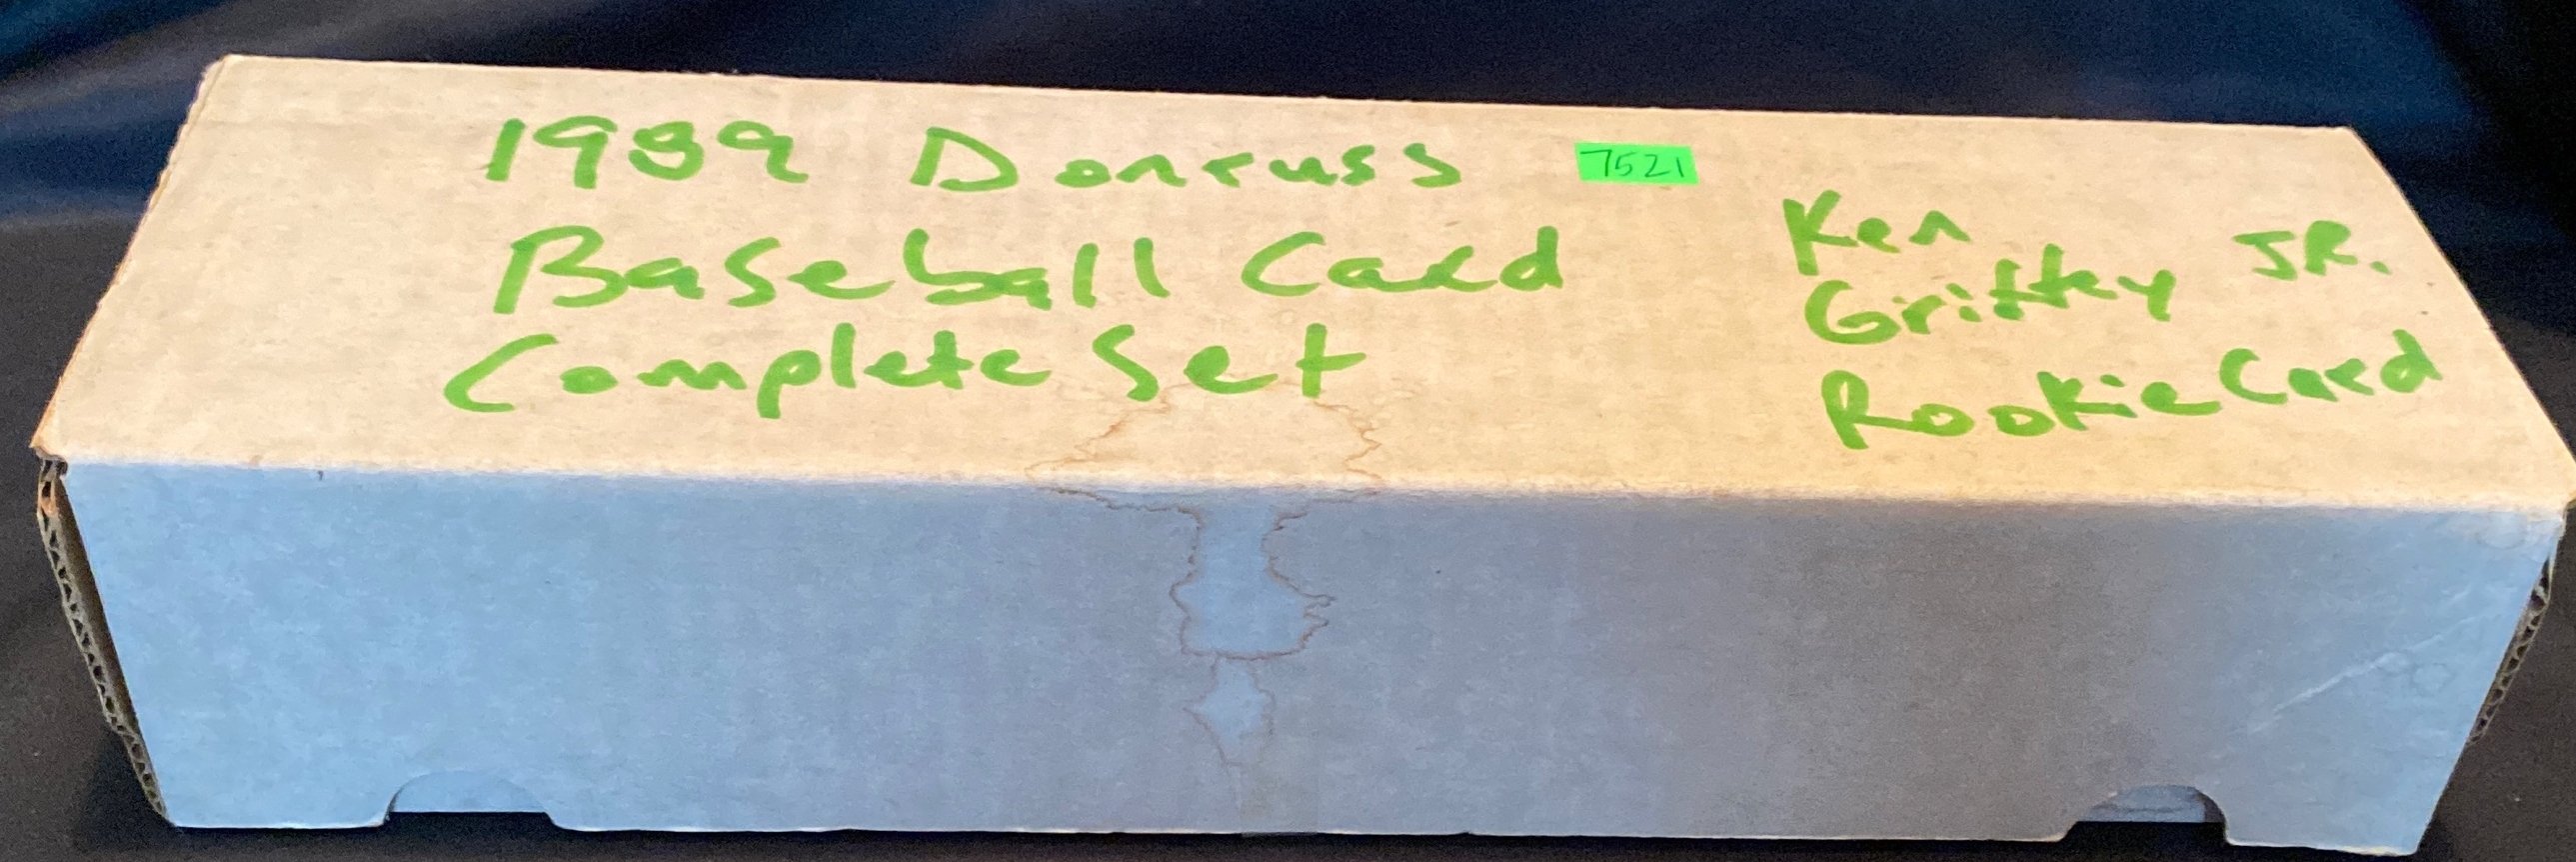 1989 Donruss
Baseball Card
Complete Set
7521
Ken
Griffey JR.
Rookie Card